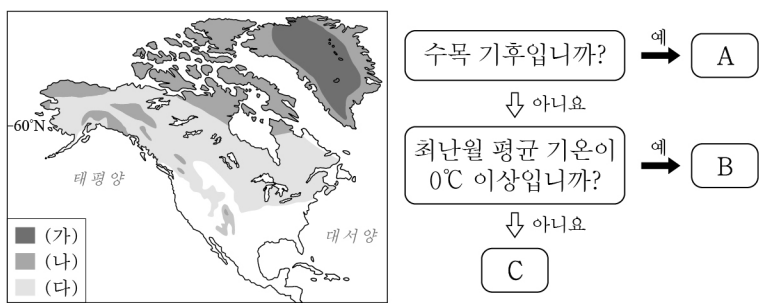 60°N
태평양
대서양
(가)
(나)
(다)
수목 기후입니까?
예
A
아니요
최난월 평균 기온이
0℃ 이상입니까?
예
B
아니요
C